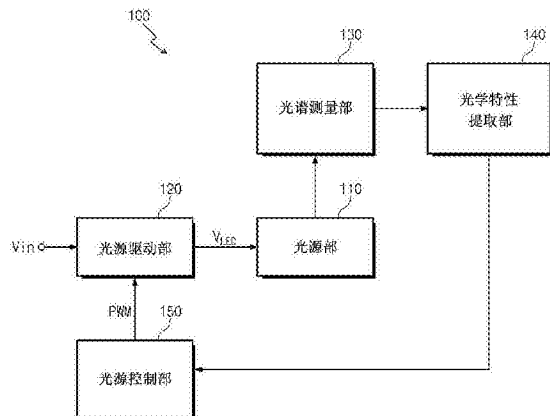 100
130
光谱测量部
140
光学特性
提取部
120
光源驱动部
110
光源部
Vin
VLED
PWM
150
光源控制部